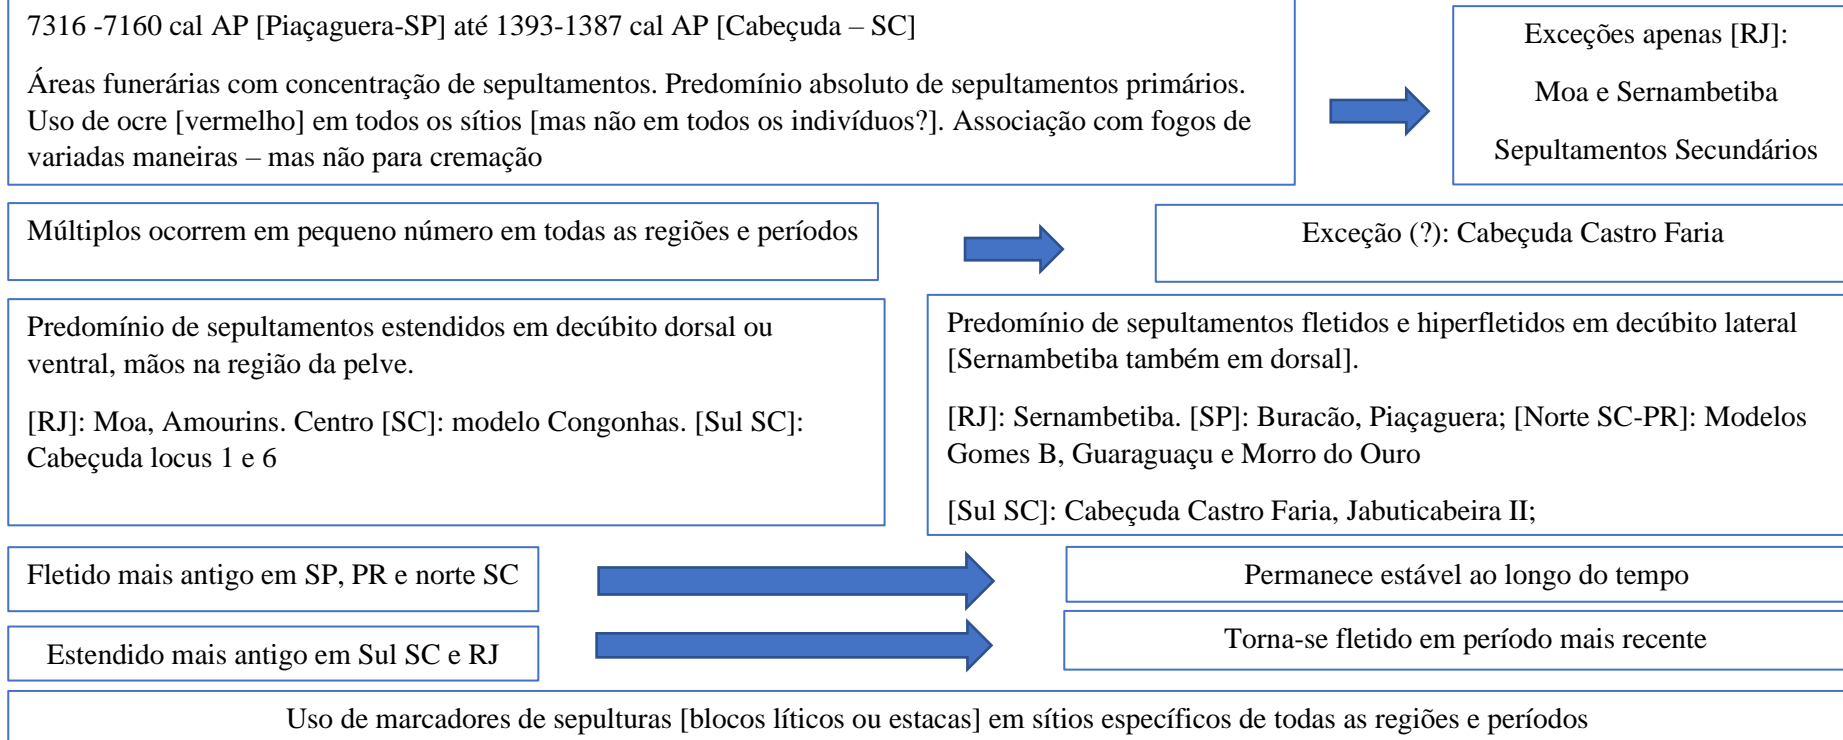 7316 -7160 cal AP [Piaçaguera-SP] até 1393-1387 cal AP [Cabeçuda – SC]
Áreas funerárias com concentração de sepultamentos. Predomínio absoluto de sepultamentos primários.
Uso de ocre [vermelho] em todos os sítios [mas não em todos os indivíduos?]. Associação com fogos de
variadas maneiras – mas não para cremação
Exceções apenas [RJ]:
Moa e Sernambetiba
Sepultamentos Secundários
Múltiplos ocorrem em pequeno número em todas as regiões e períodos
Exceção (?): Cabeçuda Castro Faria
Predomínio de sepultamentos estendidos em decúbito dorsal ou
ventral, mãos na região da pelve.
[RJ]: Moa, Amourins. Centro [SC]: modelo Congonhas. [Sul SC]:
Cabeçuda locus 1 e 6
Predomínio de sepultamentos fletidos e hiperfletidos em decúbito lateral
[Sernambetiba também em dorsal].
[RJ]: Sernambetiba. [SP]: Buracão, Piaçaguera; [Norte SC-PR]: Modelos
Gomes B, Guaraguaçu e Morro do Ouro
[Sul SC]: Cabeçuda Castro Faria, Jabuticabeira II;
Fletido mais antigo em SP, PR e norte SC
Permanece estável ao longo do tempo
Estendido mais antigo em Sul SC e RJ
Torna-se fletido em período mais recente
Uso de marcadores de sepulturas [blocos líticos ou estacas] em sítios específicos de todas as regiões e períodos